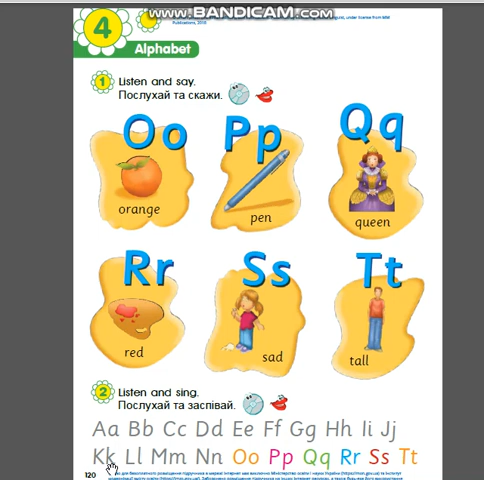 www.BANDICAM.com
4
Alphabet
1 Listen and say.
Послухай та скажи.
Oo Pp Qq
orange pen queen
Rr Ss Tt
red sad tall
2 Listen and sing.
Послухай та заспівай.
Aa Bb Cc Dd Ee Ff Gg Hh Ii Jj
Kk Ll Mm Nn Oo Pp Qq Rr Ss Tt
120